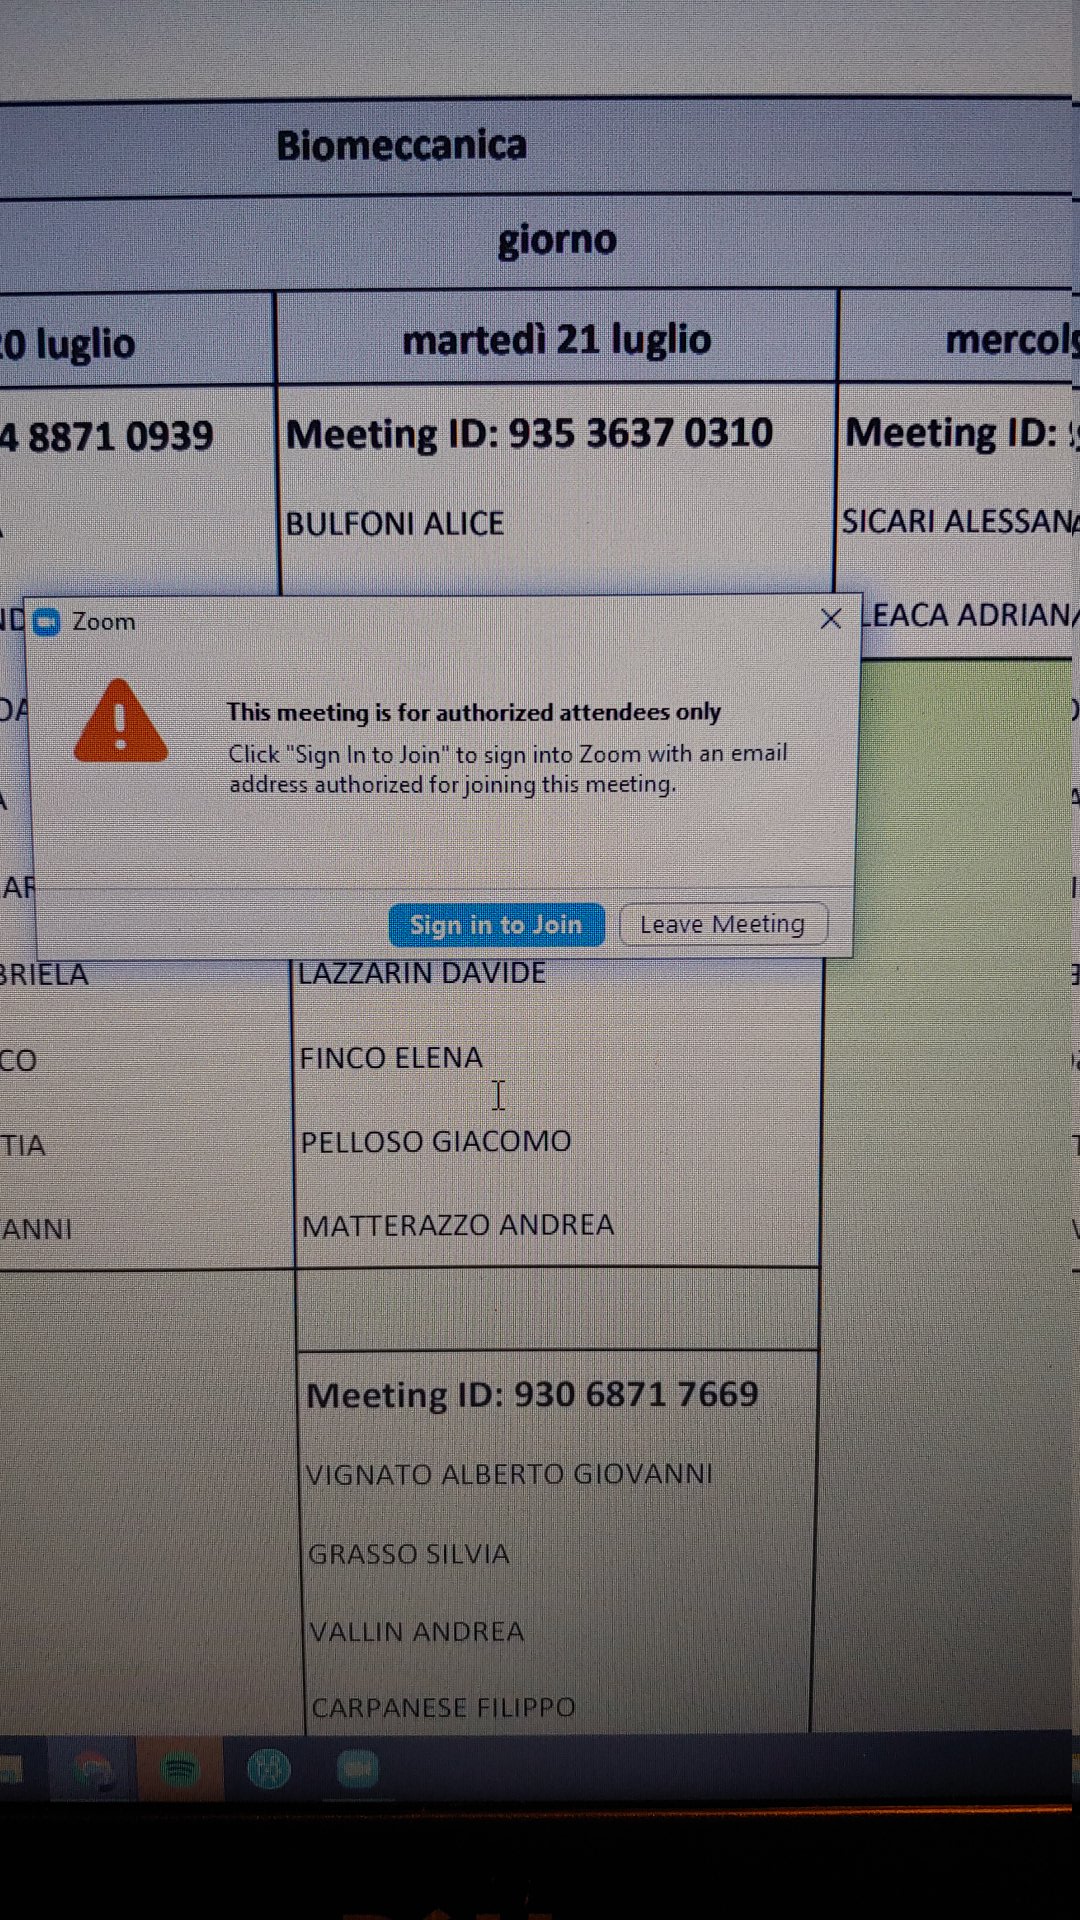 Biomeccanica
giorno
0 luglio
martedì 21 luglio
mercol
4 8871 0939
Meeting ID: 935 3637 0310
Meeting ID:
BULFONI ALICE
SICARI ALESSAN
LEACA ADRIAN
Zoom
This meeting is for authorized attendees only
Click "Sign In to Join" to sign into Zoom with an email
address authorized for joining this meeting.
Sign in to Join
Leave Meeting
BRIELA
LAZZARIN DAVIDE
CO
FINCO ELENA
TIA
PELLOSO GIACOMO
ANNI
MATTERAZZO ANDREA
Meeting ID: 930 6871 7669
VIGNATO ALBERTO GIOVANNI
GRASSO SILVIA
VALLIN ANDREA
CARPANESE FILIPPO